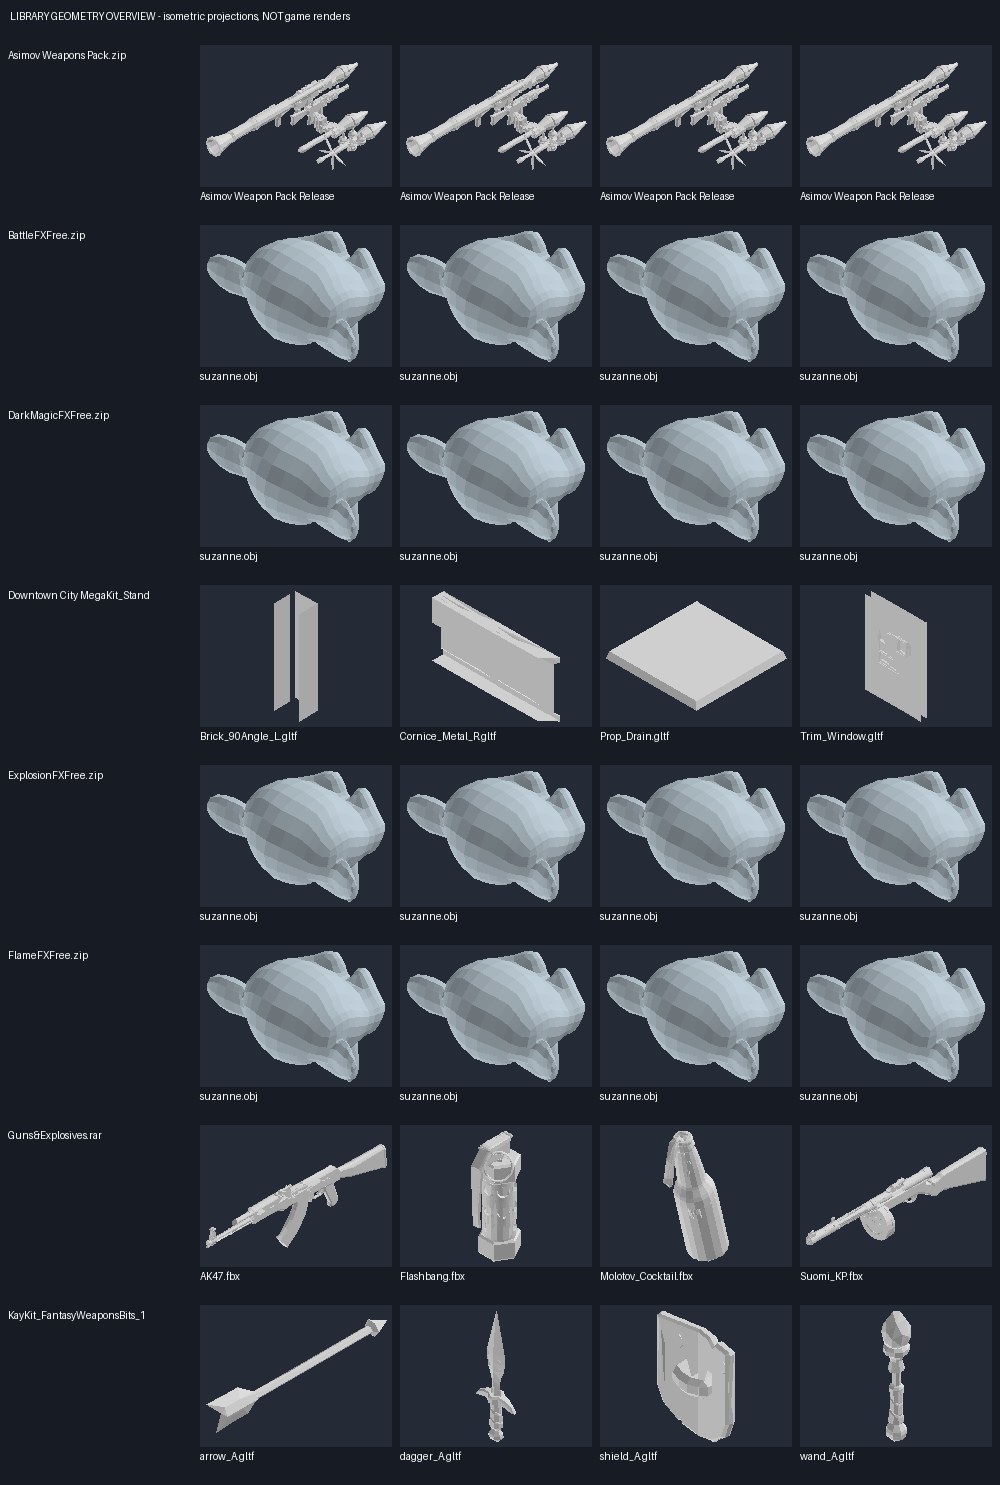 LIBRARY GEOMETRY OVERVIEW - isometric projections, NOT game renders
Asimov Weapons Pack.zip
Asimov Weapon Pack Release Asimov Weapon Pack Release Asimov Weapon Pack Release Asimov Weapon Pack Release
BattleFXFree.zip
suzanne.obj suzanne.obj suzanne.obj suzanne.obj
DarkMagicFXFree.zip
suzanne.obj suzanne.obj suzanne.obj suzanne.obj
Downtown City MegaKit_Stand
Brick_90Angle_L.gltf Cornice_Metal_R.gltf Prop_Drain.gltf Trim_Window.gltf
ExplosionFXFree.zip
suzanne.obj suzanne.obj suzanne.obj suzanne.obj
FlameFXFree.zip
suzanne.obj suzanne.obj suzanne.obj suzanne.obj
Guns&Explosives.rar
AK47.fbx Flashbang.fbx Molotov_Cocktail.fbx Suomi_KP.fbx
KayKit_FantasyWeaponsBits_1
arrow_A.gltf dagger_A.gltf shield_A.gltf wand_A.gltf